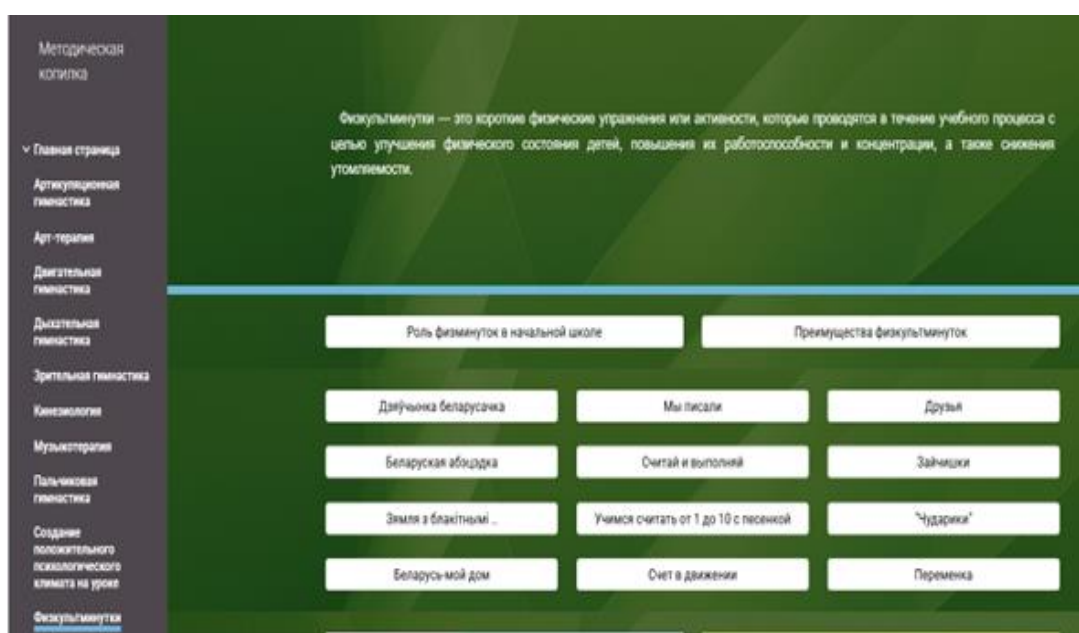 Методическая
копилка
Главная страница
Артикуляционная
гимнастика
Арт-терапия
Двигательная
гимнастика
Дыхательная
гимнастика
Зрительная гимнастика
Кинезиология
Музыкотерапия
Пальчиковая
гимнастика
Создание
положительного
психологического
климата на уроке
Физкультминутки
Физкультминутки — это короткие физические упражнения или активности, которые проводятся в течение учебного процесса с
целью улучшения физического состояния детей, повышения их работоспособности и концентрации, а также снижения
утомляемости.
Роль физминуток в начальной школе
Преимущества физкультминуток
Дзяўчынка беларусачка
Мы писали
Друзья
Беларуская абэцэдка
Считай и выполняй
Зайчишки
Зямля з блакітнымі ...
Учимся считать от 1 до 10 с песенкой
"Чударики"
Беларусь-мой дом
Счет в движении
Переменка